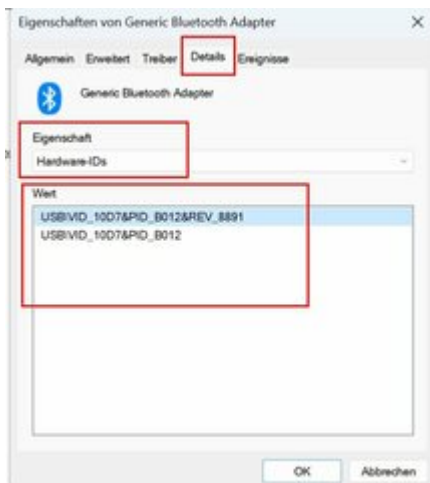 Eigenschaften von Generic Bluetooth Adapter
Allgemein Erweitert Treiber Details Ereignisse
Generic Bluetooth Adapter
Eigenschaft
Hardware-IDs
Wert
USB\VID_10D7&PID_B012&REV_8891
USB\VID_10D7&PID_B012
OK Abbrechen